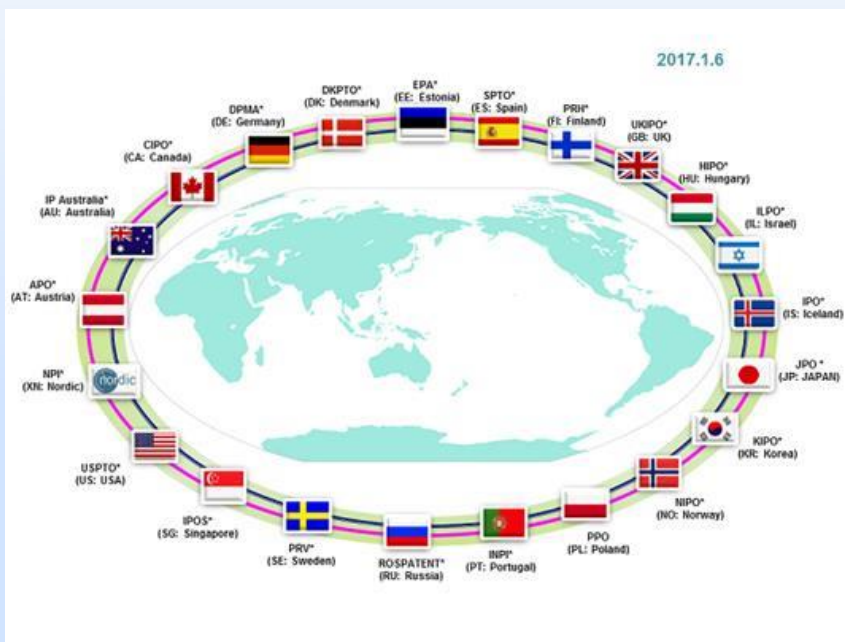 2017.1.6
EPA*
(EE: Estonia)
SPTO*
(ES: Spain)
PRH*
(FI: Finland)
UKIPO*
(GB: UK)
HIPO*
(HU: Hungary)
ILPO*
(IL: Israel)
IPO*
(IS: Iceland)
JPO *
(JP: JAPAN)
KIPO*
(KR: Korea)
NIPO*
(NO: Norway)
PPO
(PL: Poland)
INPI*
(PT: Portugal)
ROSPATENT*
(RU: Russia)
PRV*
(SE: Sweden)
IPOS*
(SG: Singapore)
USPTO*
(US: USA)
NPI*
(XN: Nordic)
nordic
APO*
(AT: Austria)
IP Australia*
(AU: Australia)
CIPO*
(CA: Canada)
DPMA*
(DE: Germany)
DKPTO*
(DK: Denmark)